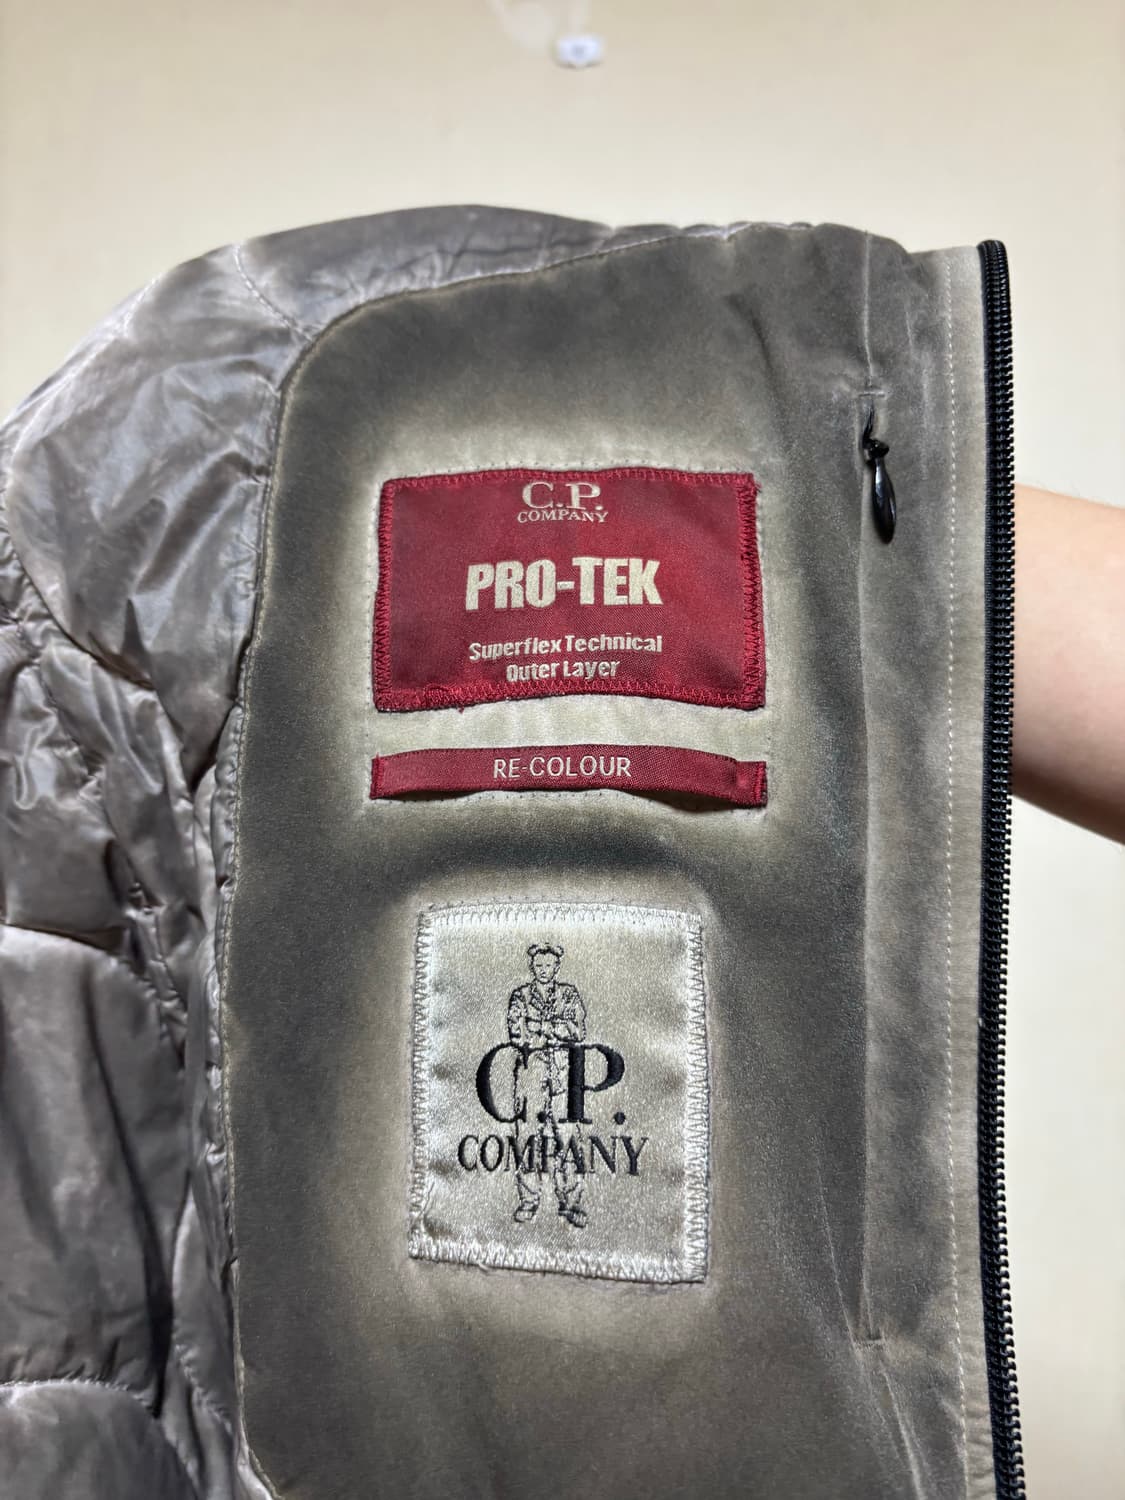 C.P.
COMPANY
PRO-TEK
Superflex Technical
Outer Layer
RE-COLOUR
C.P.
COMPANY